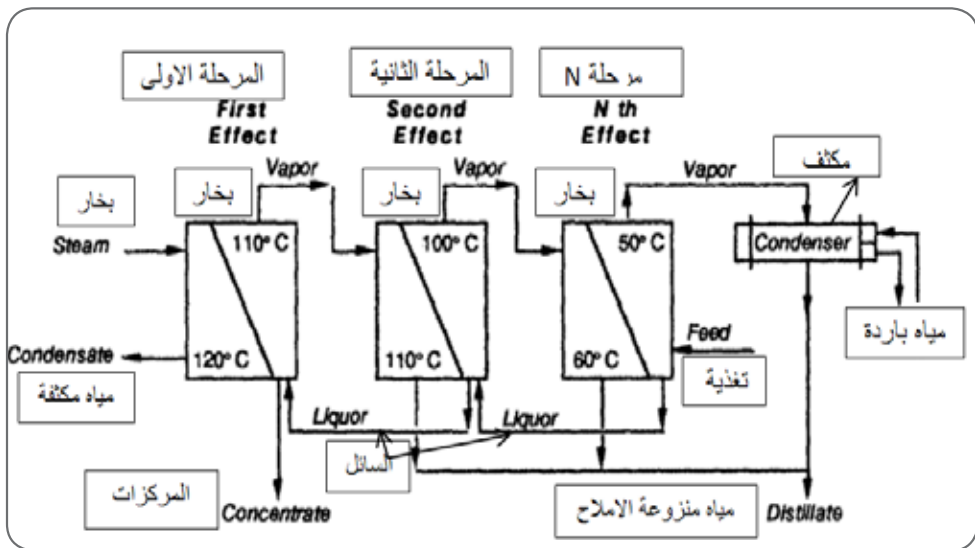 المرحلة الاولى
First
Effect
المرحلة الثانية
Second
Effect
مرحلة N
N th
Effect
مكثف
Vapor
Vapor
Vapor
بخار
بخار
بخار
بخار
Steam
110° C
100° C
50° C
Condenser
مياه باردة
Condensate
مياه مكثفة
120° C
110° C
60° C
Feed
تغذية
Liquor
Liquor
السائل
المركزات
Concentrate
مياه منزوعة الاملاح
Distillate